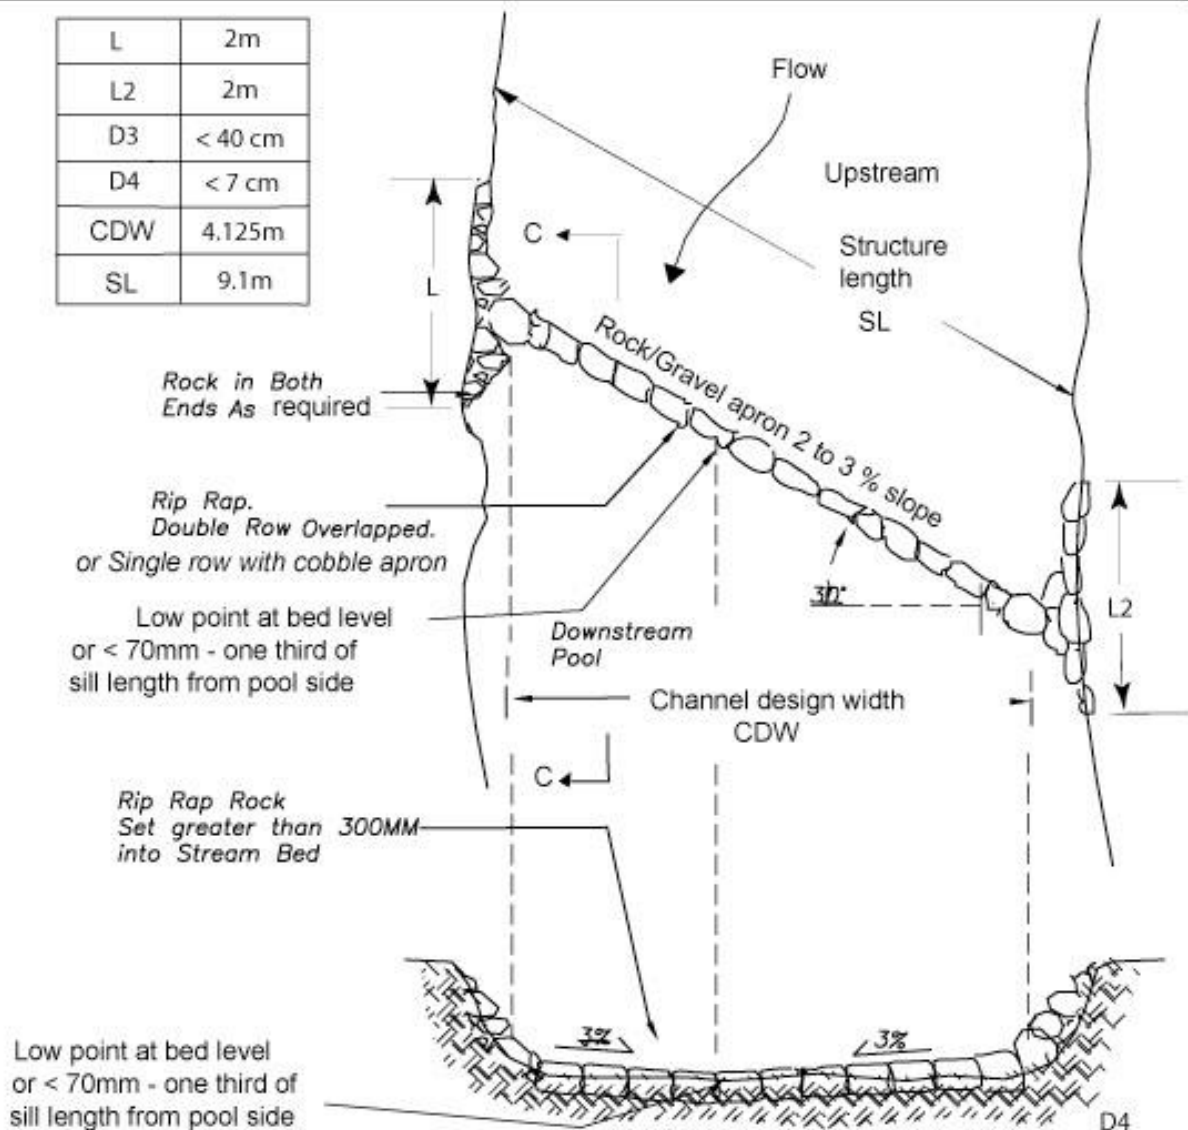 L 2m
L2 2m
D3 < 40 cm
D4 < 7 cm
CDW 4.125m
SL 9.1m
Flow
Upstream
C
Structure
length
SL
L
Rock/Gravel apron 2 to 3 % slope
Rock in Both
Ends As required
Rip Rap.
Double Row Overlapped.
or Single row with cobble apron
30°
L2
Low point at bed level
or < 70mm - one third of
sill length from pool side
Downstream
Pool
Channel design width
CDW
C
Rip Rap Rock
Set greater than 300MM
into Stream Bed
3%
3%
Low point at bed level
or < 70mm - one third of
sill length from pool side
D4